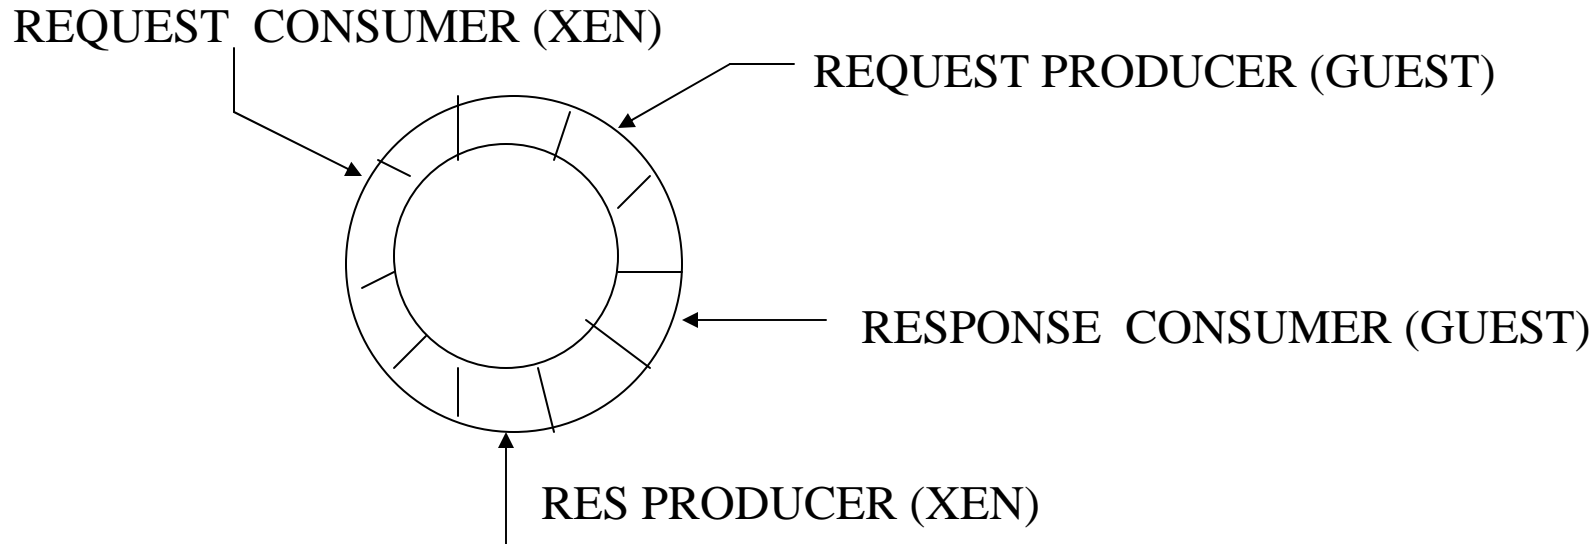 REQUEST CONSUMER (XEN)
REQUEST PRODUCER (GUEST)
RESPONSE CONSUMER (GUEST)
RES PRODUCER (XEN)